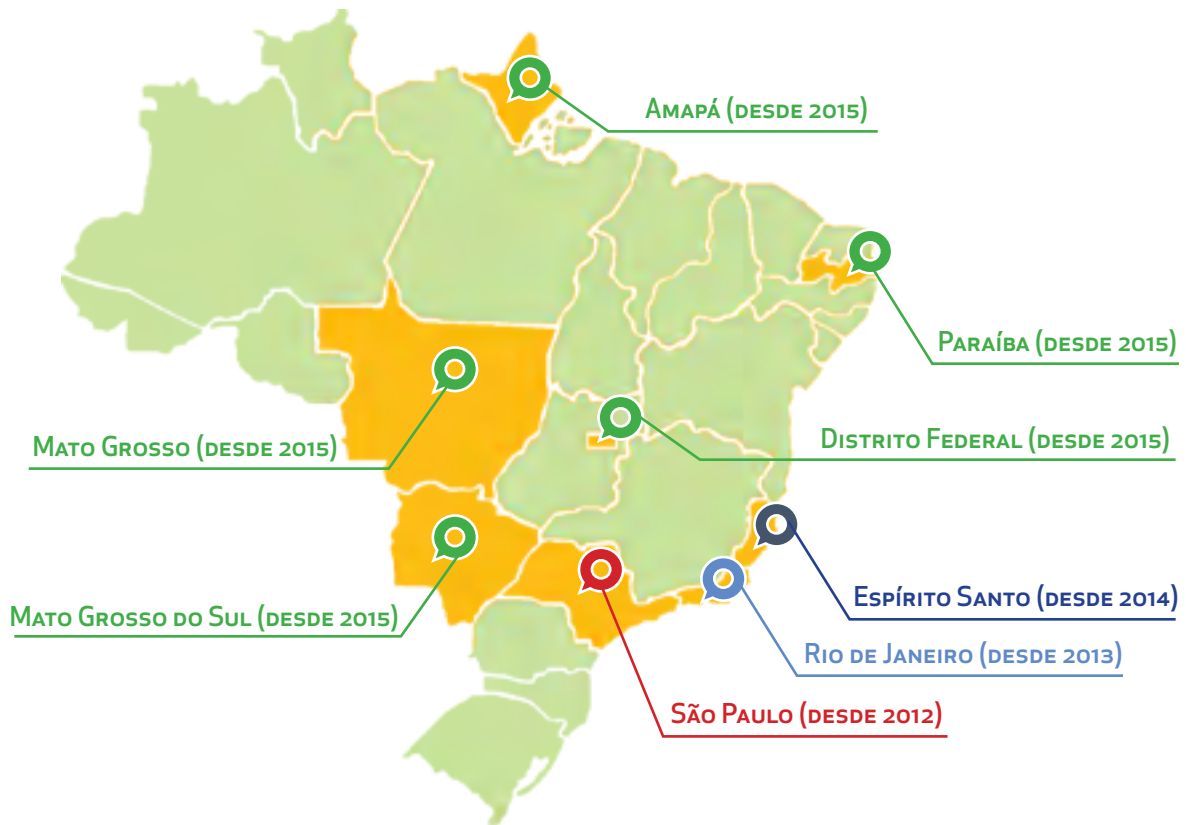 Amapá (desde 2015)
Paraíba (desde 2015)
Distrito Federal (desde 2015)
Mato Grosso (desde 2015)
Espírito Santo (desde 2014)
Mato Grosso do Sul (desde 2015)
Rio de Janeiro (desde 2013)
São Paulo (desde 2012)